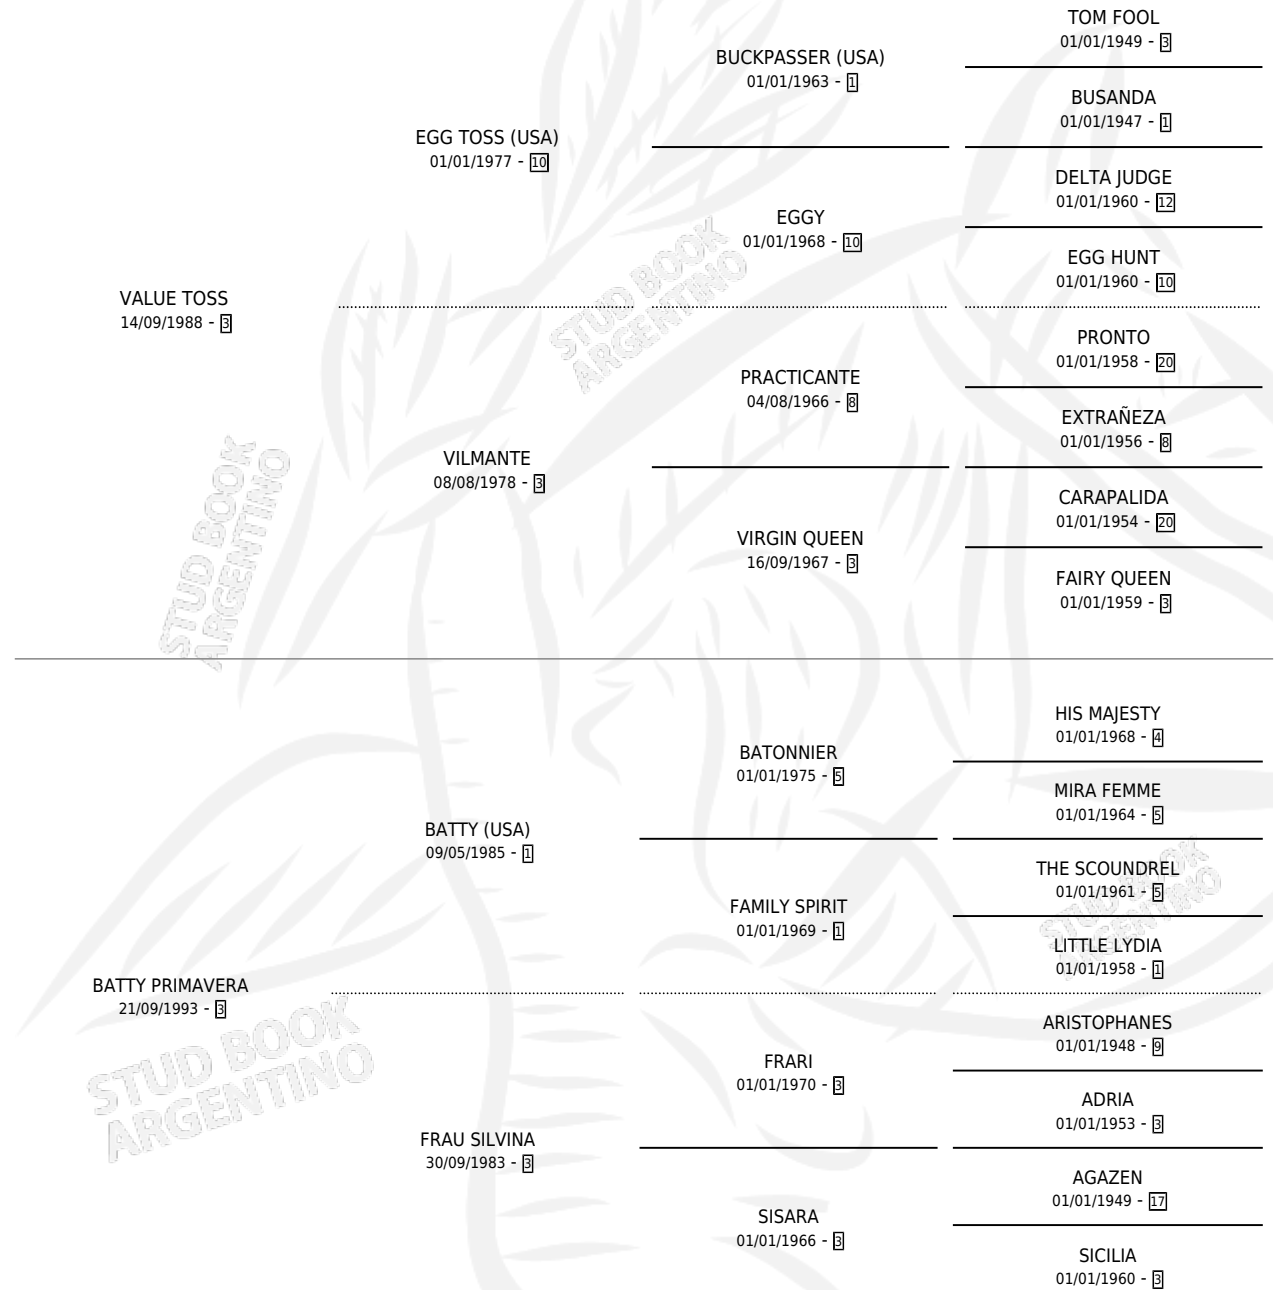 TOM FOOL
01/01/1949 - 3
BUCKPASSER (USA)
01/01/1963 - 1
BUSANDA
01/01/1947 - 1
EGG TOSS (USA)
01/01/1977 - 10
DELTA JUDGE
01/01/1960 - 12
EGGY
01/01/1968 - 10
EGG HUNT
01/01/1960 - 10
VALUE TOSS
14/09/1988 - 3
STUD BOOK
ARGENTINO
PRONTO
01/01/1958 - 20
PRACTICANTE
04/08/1966 - 8
EXTRAÑEZA
01/01/1956 - 8
VILMANTE
08/08/1978 - 3
CARAPALIDA
01/01/1954 - 20
VIRGIN QUEEN
16/09/1967 - 3
FAIRY QUEEN
01/01/1959 - 3
STUD BOOK
ARGENTINO
HIS MAJESTY
01/01/1968 - 4
BATONNIER
01/01/1975 - 5
MIRA FEMME
01/01/1964 - 5
BATTY (USA)
09/05/1985 - 1
THE SCOUNDREL
01/01/1961 - 5
FAMILY SPIRIT
01/01/1969 - 1
LITTLE LYDIA
01/01/1958 - 1
STUD BOOK
ARGENTINO
BATTY PRIMAVERA
21/09/1993 - 3
STUD BOOK
ARGENTINO
ARISTOPHANES
01/01/1948 - 9
FRARI
01/01/1970 - 3
ADRIA
01/01/1953 - 3
FRAU SILVINA
30/09/1983 - 3
AGAZEN
01/01/1949 - 17
SISARA
01/01/1966 - 3
SICILIA
01/01/1960 - 3